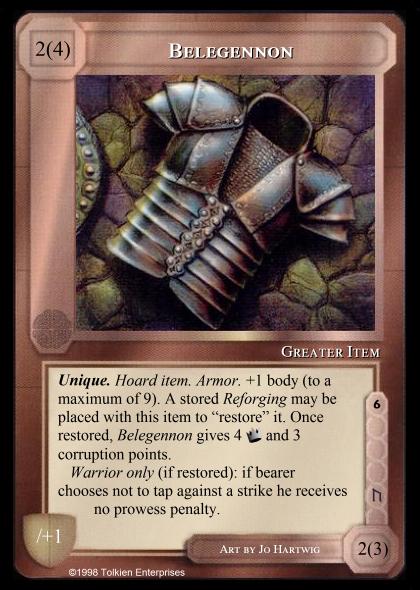 2(4)
BELEGENNON
GREATER ITEM
Unique. Hoard item. Armor. +1 body (to a
maximum of 9). A stored Reforging may be
placed with this item to “restore” it. Once
restored, Belegennon gives 4 and 3
corruption points.
Warrior only (if restored): if bearer
chooses not to tap against a strike he receives
no prowess penalty.
6
/+1
ART BY JO HARTWIG
2(3)
©1998 Tolkien Enterprises